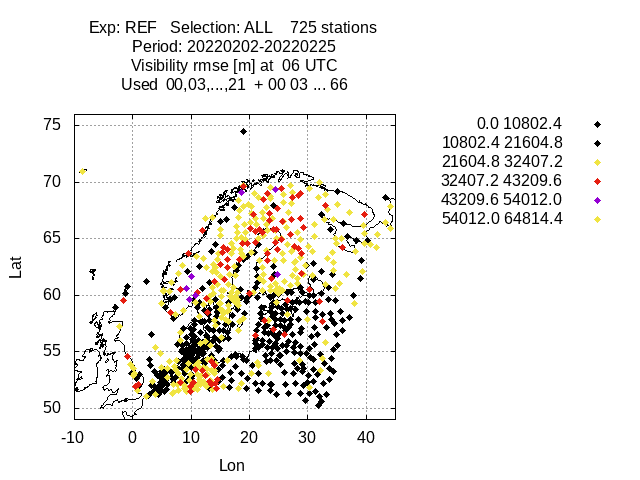 Exp: REF   Selection: ALL    725 stations
Period: 20220202-20220225
Visibility rmse [m] at  06 UTC
Used  00,03,...,21  + 00 03 ... 66
0.0 10802.4
10802.4 21604.8
21604.8 32407.2
32407.2 43209.6
43209.6 54012.0
54012.0 64814.4
75
70
65
60
55
50
Lat
-10 0 10 20 30 40
Lon